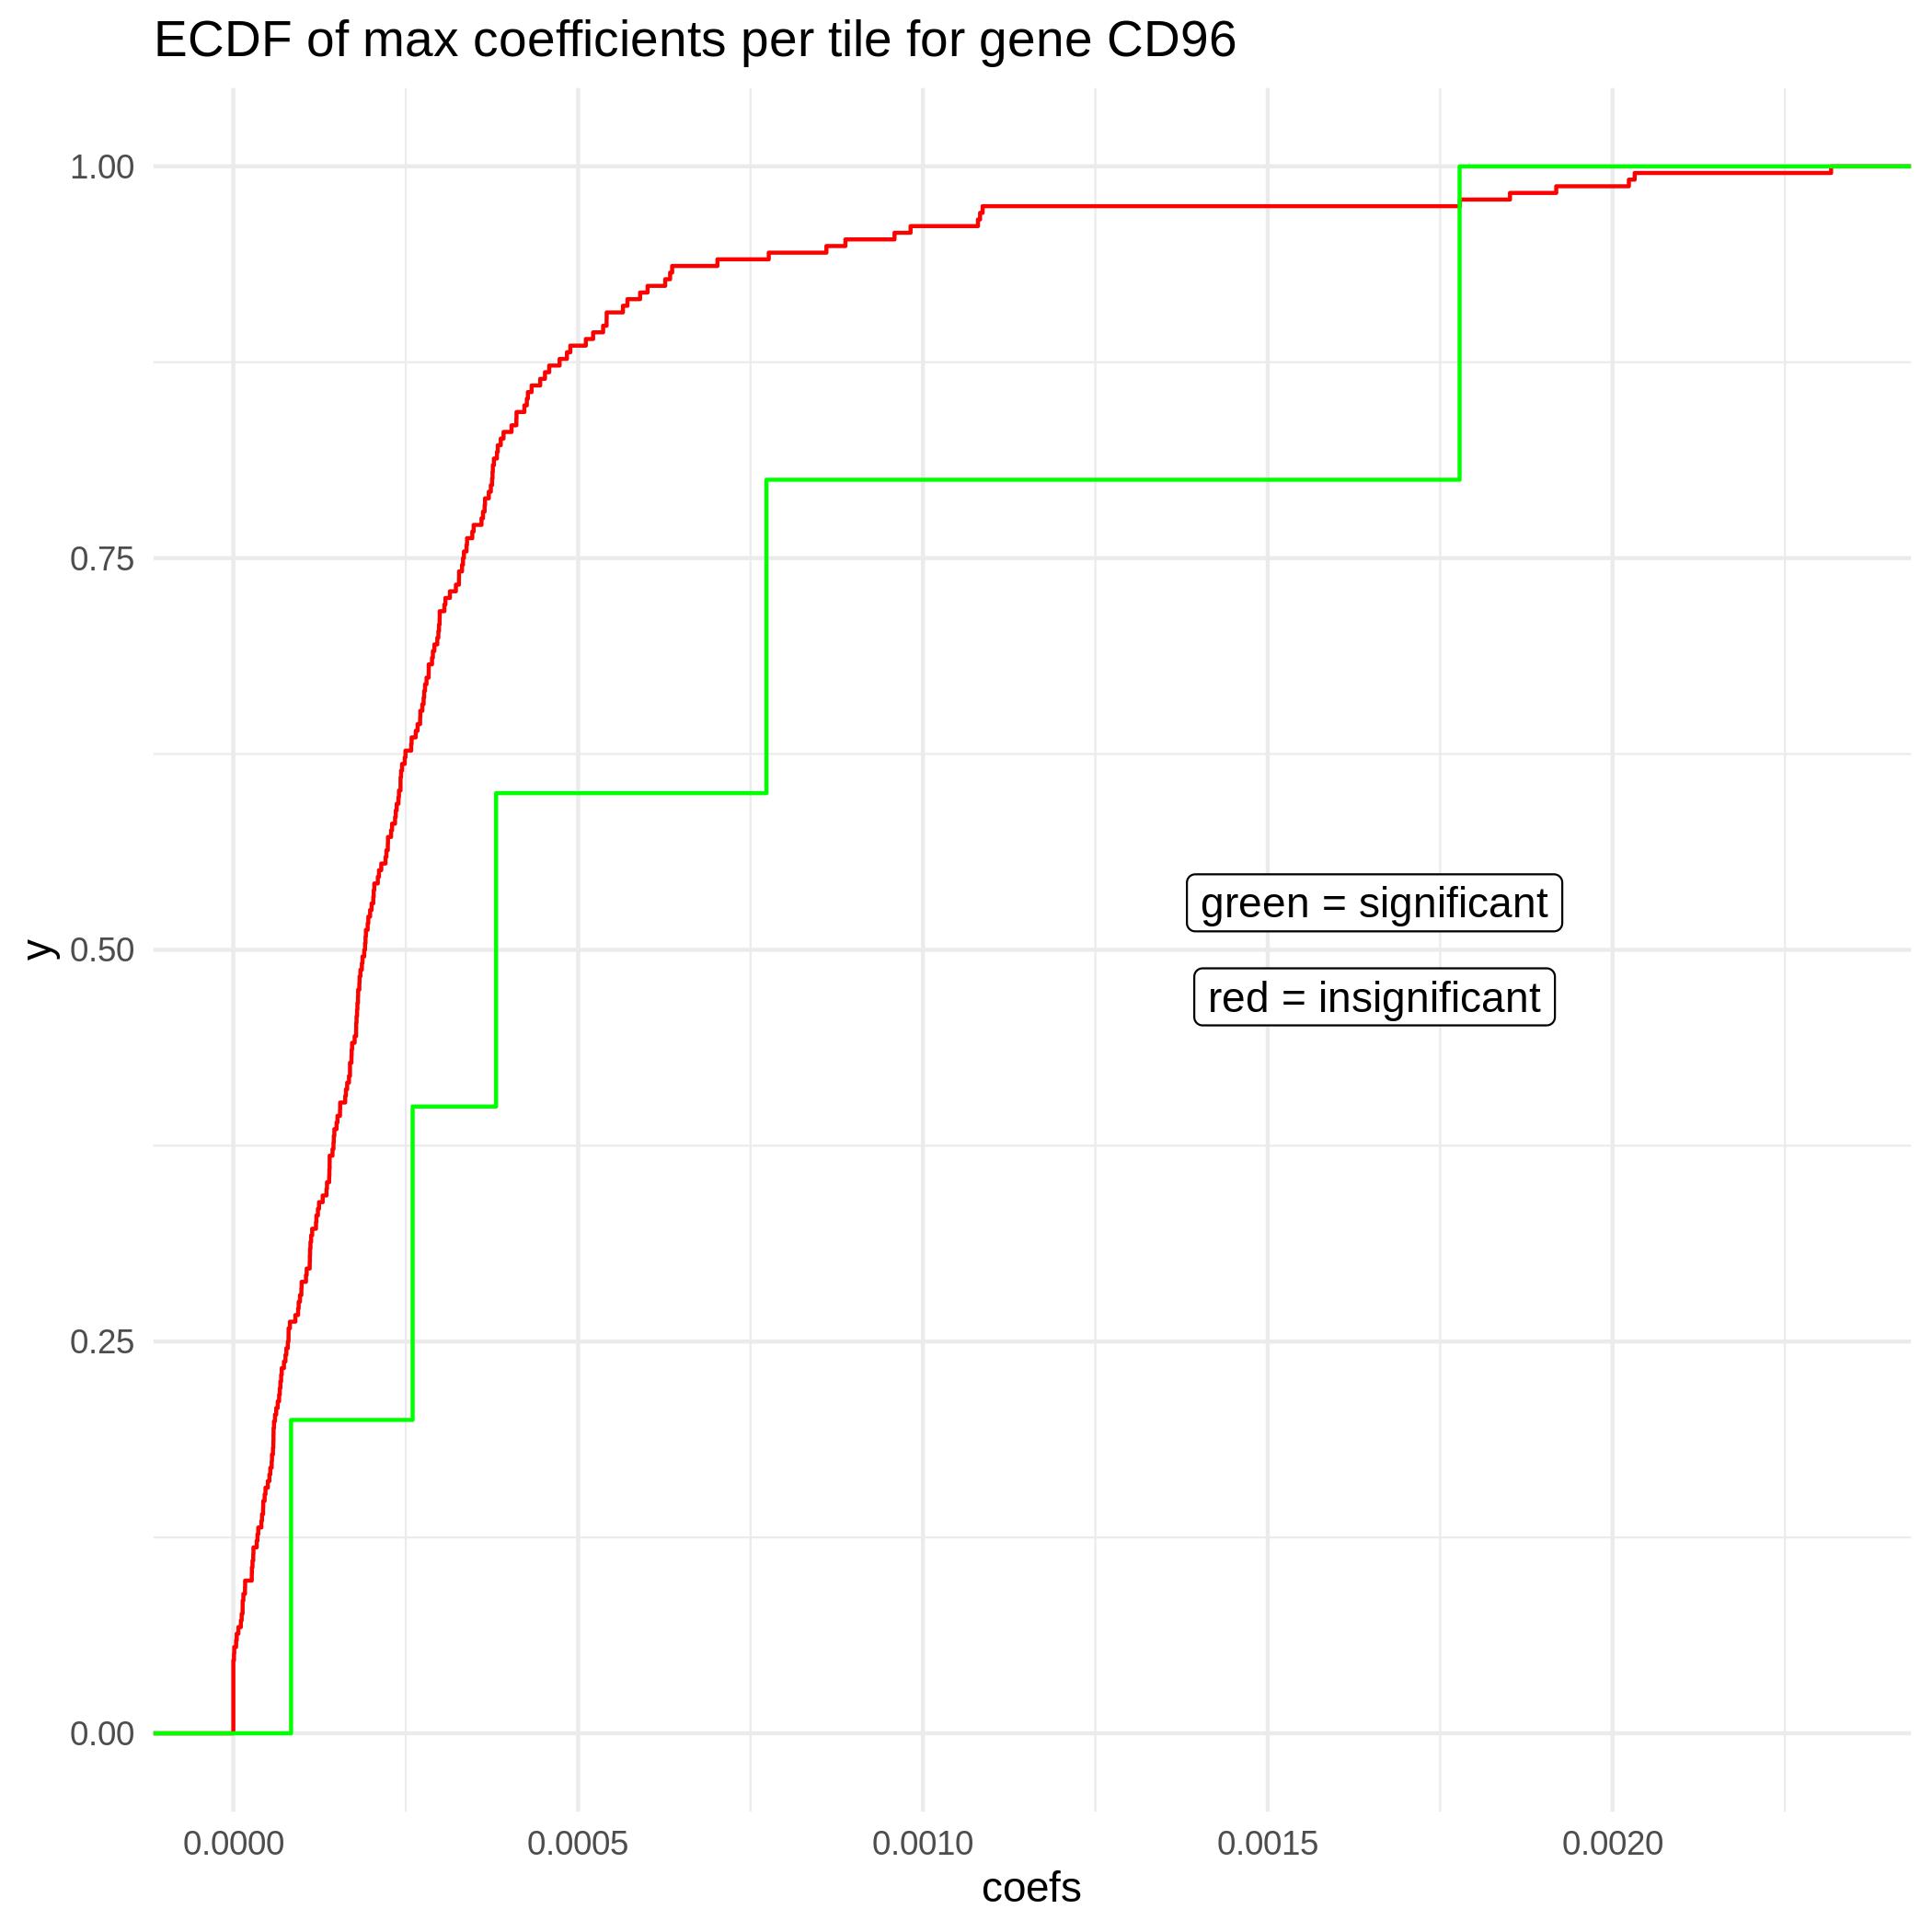 ECDF of max coefficients per tile for gene CD96
1.00
0.75
0.50
0.25
0.00
y
green = significant
red = insignificant
0.0000 0.0005 0.0010 0.0015 0.0020
coefs